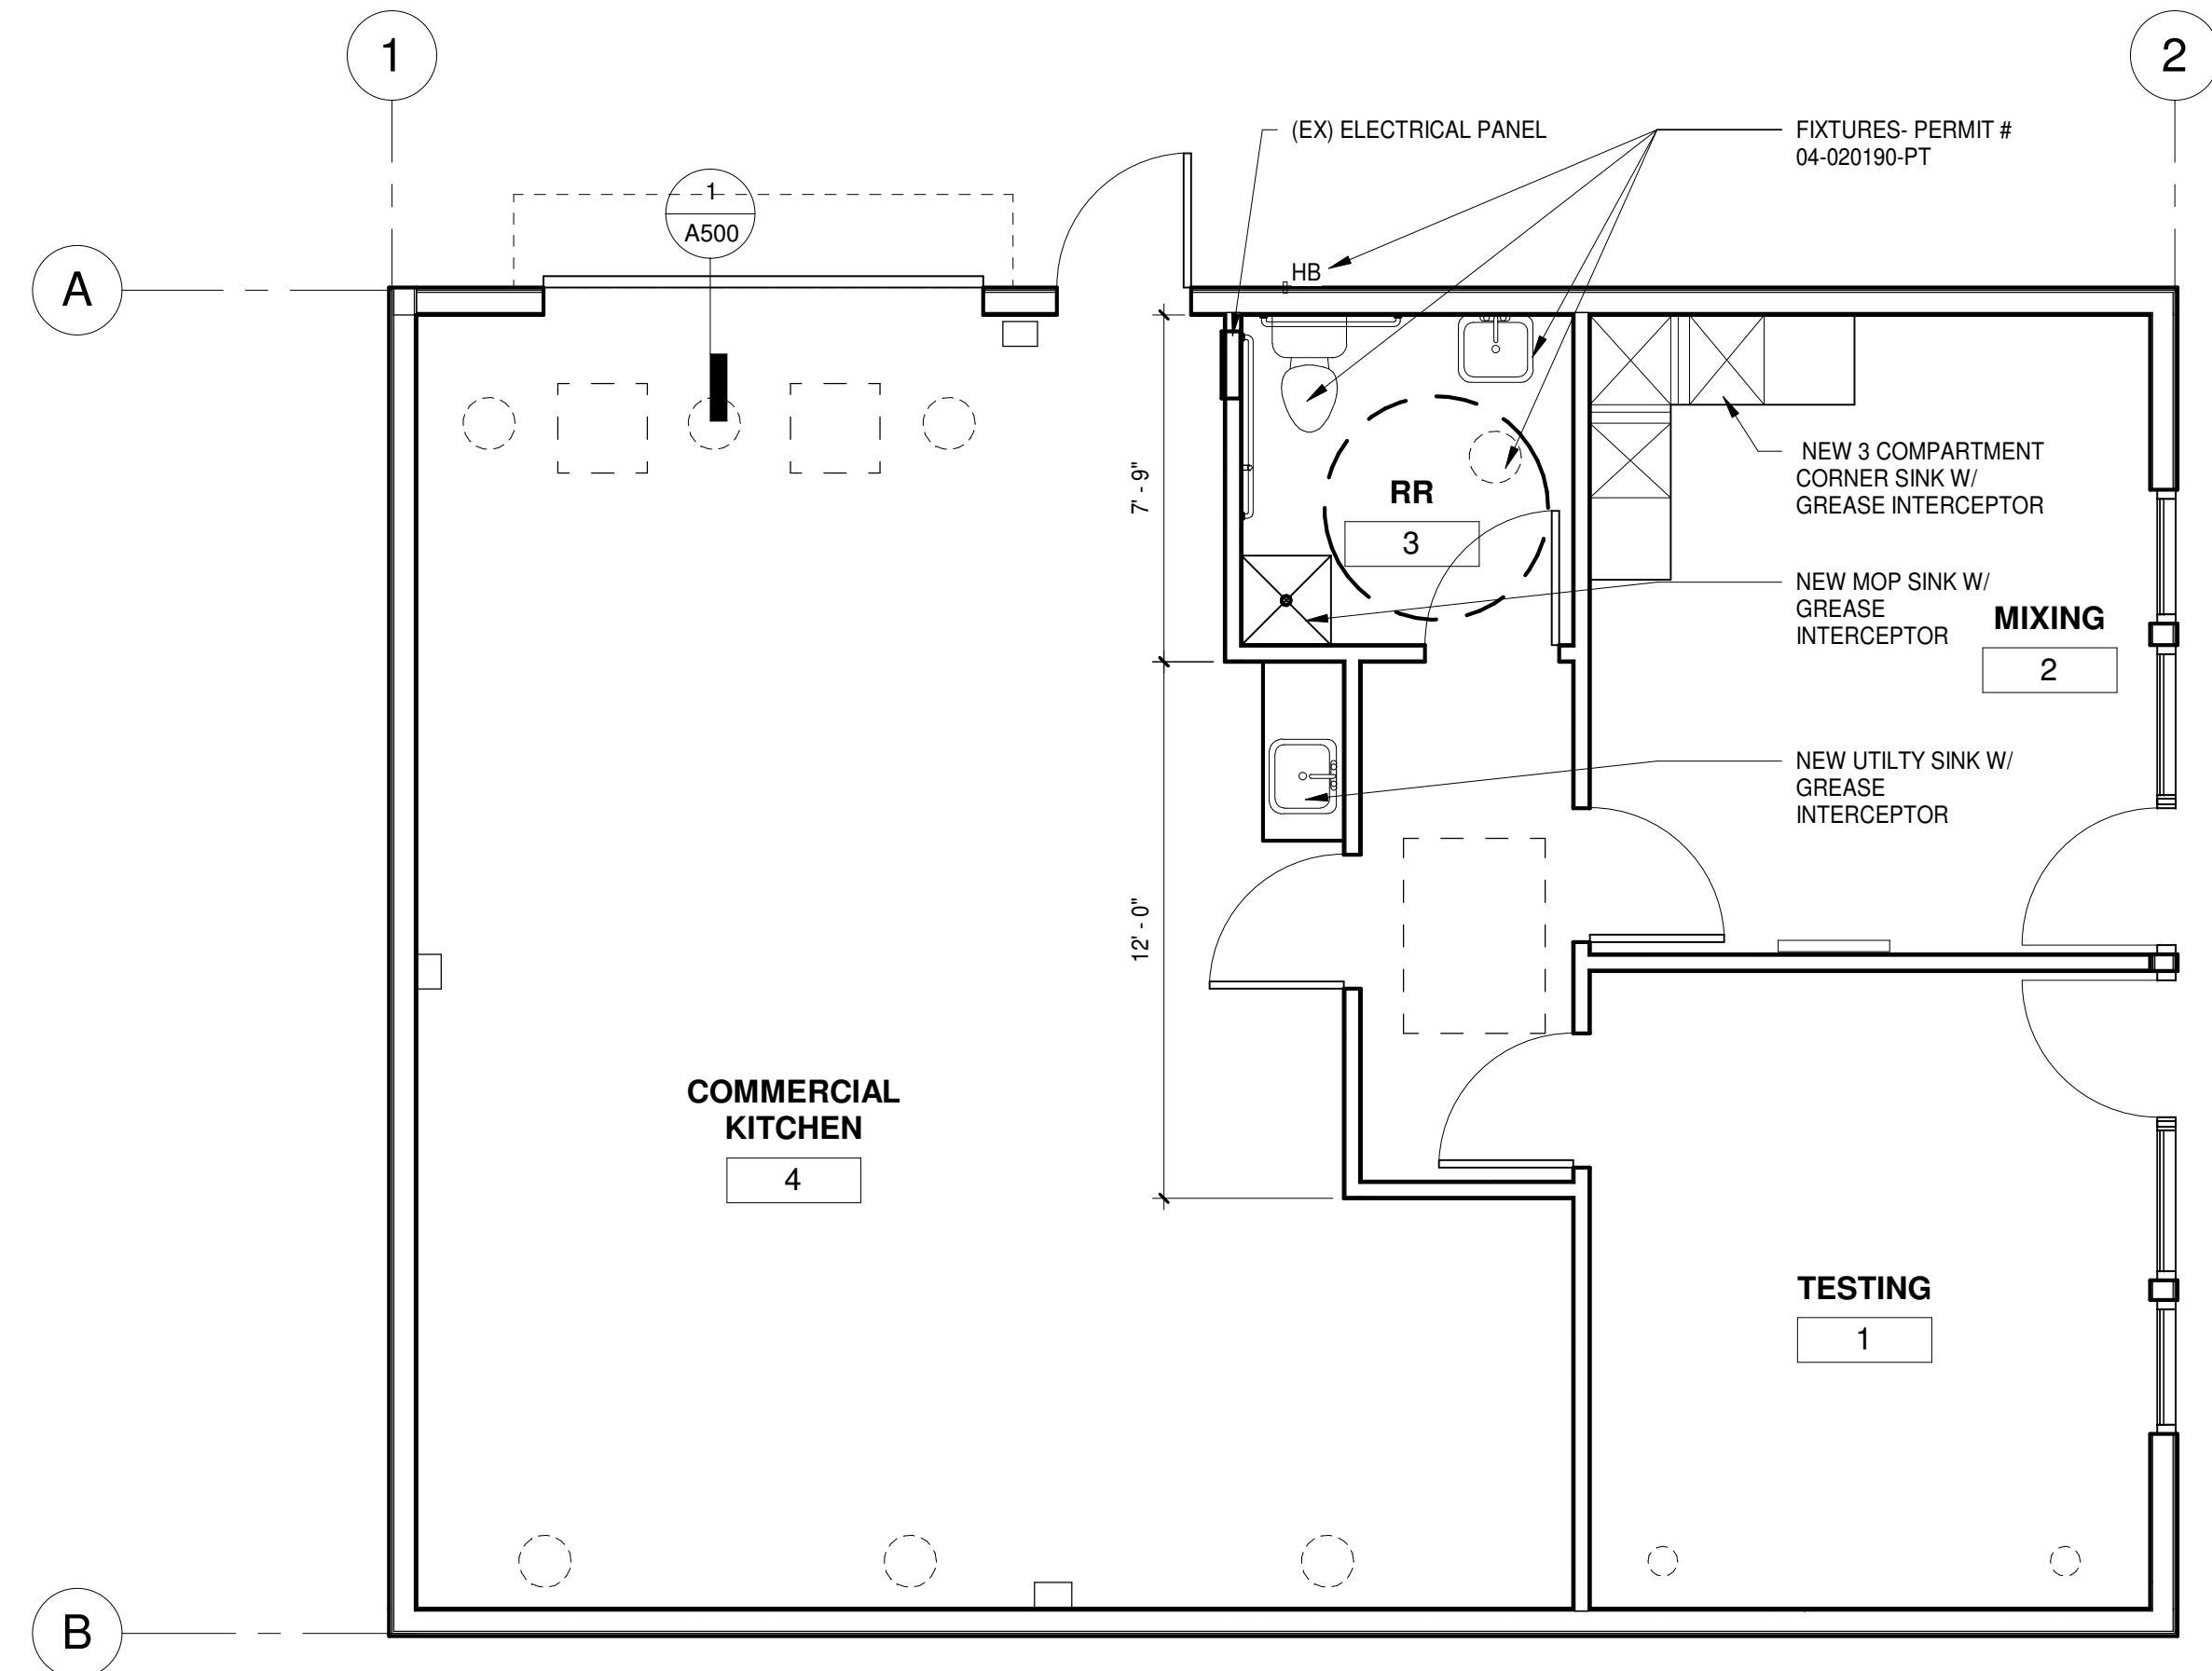 1
2
(EX) ELECTRICAL PANEL
FIXTURES- PERMIT #
04-020190-PT
1
A500
A
HB
7' - 9"
RR
3
NEW 3 COMPARTMENT
CORNER SINK W/
GREASE INTERCEPTOR
NEW MOP SINK W/
GREASE
INTERCEPTOR
MIXING
2
NEW UTILTY SINK W/
GREASE
INTERCEPTOR
12' - 0"
COMMERCIAL
KITCHEN
4
TESTING
1
B